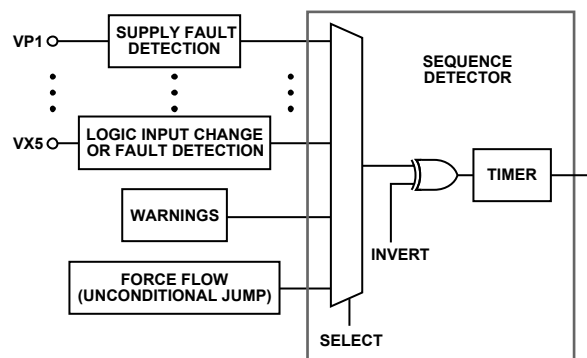 VP1
SUPPLY FAULT
DETECTION
SEQUENCE
DETECTOR
VX5
LOGIC INPUT CHANGE
OR FAULT DETECTION
TIMER
WARNINGS
INVERT
FORCE FLOW
(UNCONDITIONAL JUMP)
SELECT